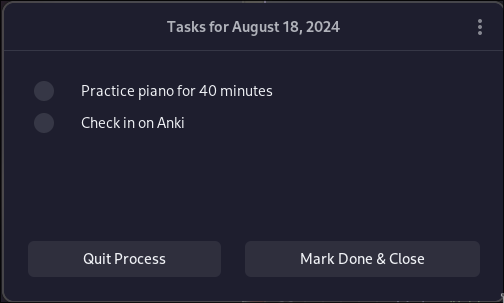 Tasks for August 18, 2024
Practice piano for 40 minutes
Check in on Anki
Quit Process
Mark Done & Close